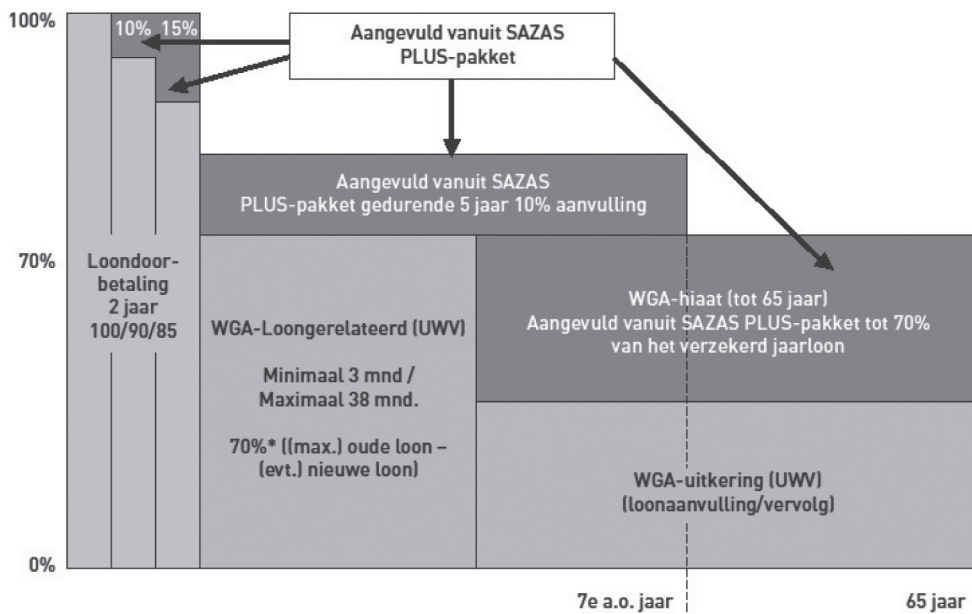 100%
10%
15%
Aangevuld vanuit SAZAS
PLUS-pakket
Aangevuld vanuit SAZAS
PLUS-pakket gedurende 5 jaar 10% aanvulling
70%
Loondoor-
betaling
2 jaar
100/90/85
WGA-Loongerelateerd (UWV)
Minimaal 3 mnd /
Maximaal 38 mnd.
70%* ((max.) oude loon –
(evt.) nieuwe loon)
WGA-hiaat (tot 65 jaar)
Aangevuld vanuit SAZAS PLUS-pakket tot 70%
van het verzekerd jaarloon
WGA-uitkering (UWV)
(loonaanvulling/vervolg)
0%
7e a.o. jaar
65 jaar